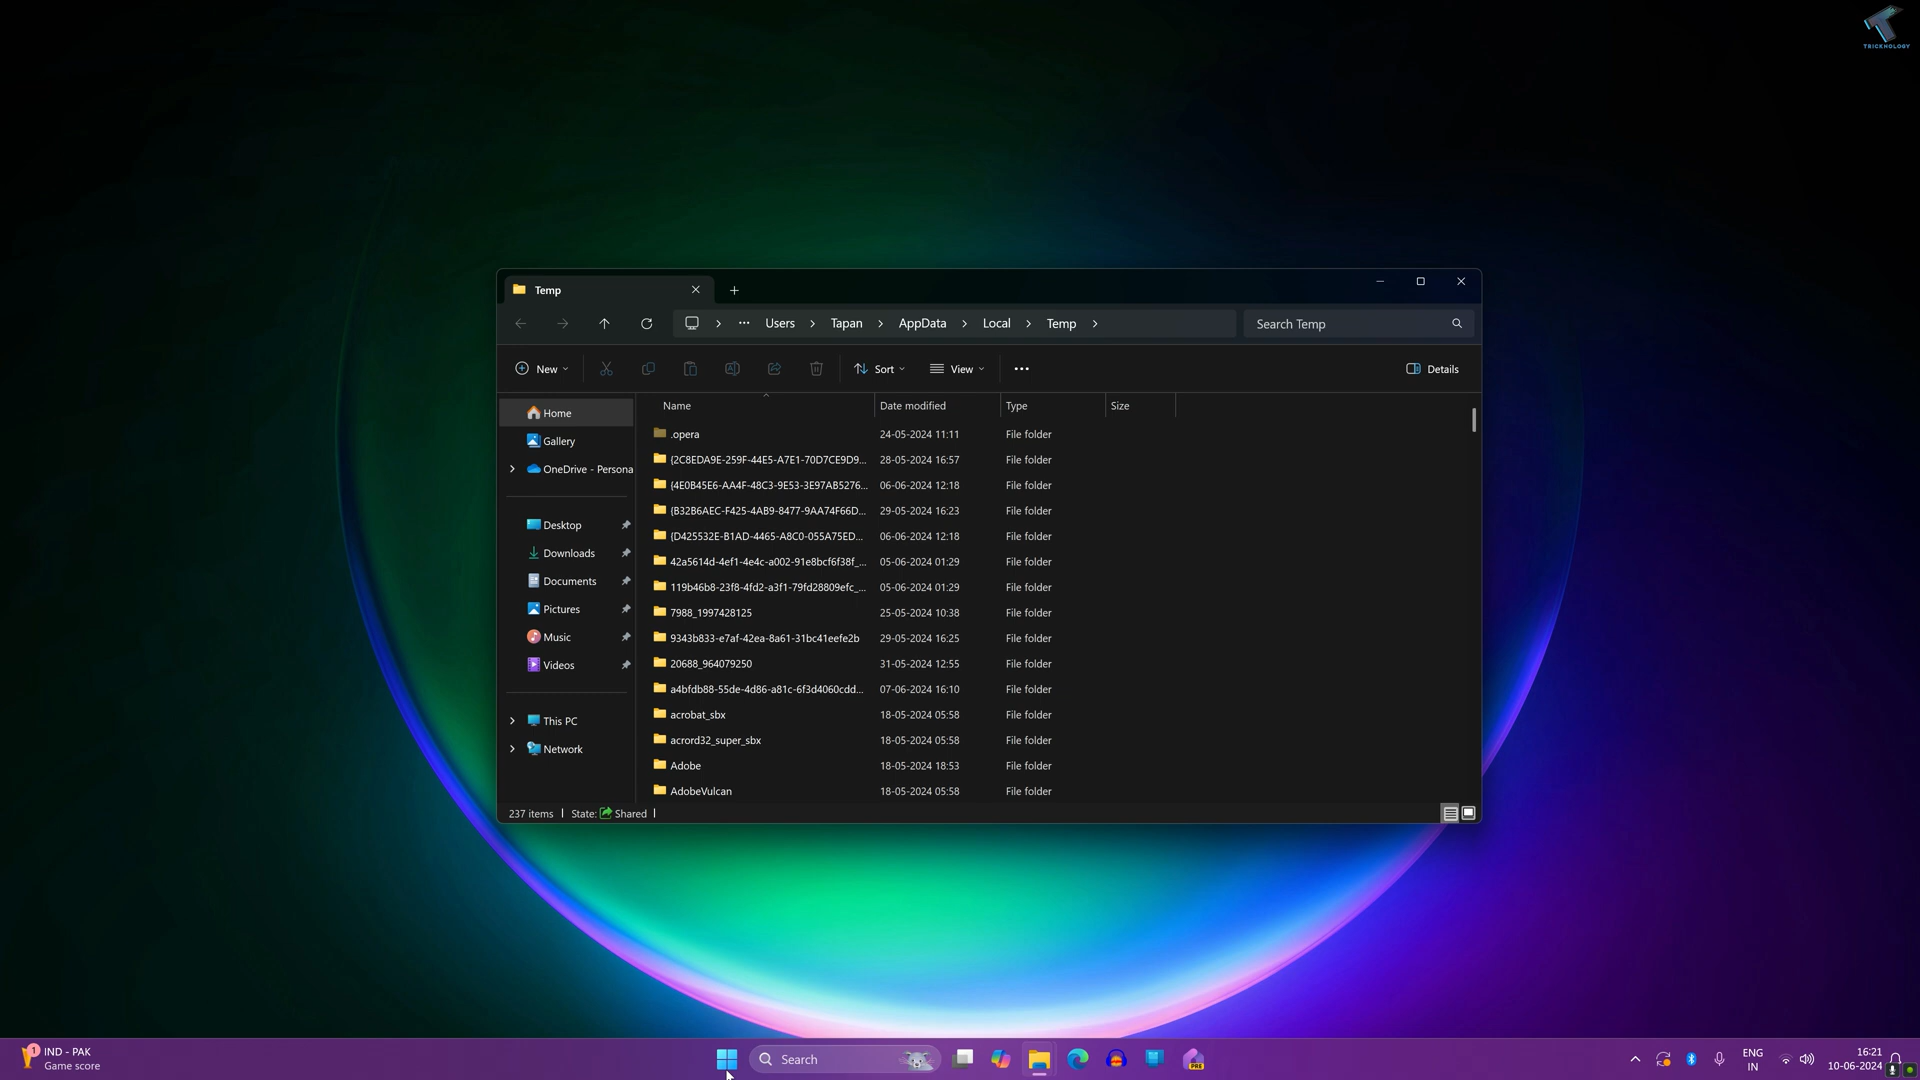 TRICKNOLOGY
Temp
Users
Tapan
AppData
Local
Temp
Search Temp
New
Sort
View
Details
Name
Date modified
Type
Size
Home
Gallery
OneDrive - Persona
Desktop
Downloads
Documents
Pictures
Music
Videos
This PC
Network
.opera 24-05-2024 11:11 File folder
{2C8EDA9E-259F-44E5-A7E1-70D7CE9D9... 28-05-2024 16:57 File folder
{4E0B45E6-AA4F-48C3-9E53-3E97AB5276... 06-06-2024 12:18 File folder
{B32B6AEC-F425-4AB9-8477-9AA74F66D... 29-05-2024 16:23 File folder
{D425532E-B1AD-4465-A8C0-055A75ED... 06-06-2024 12:18 File folder
42a5614d-4ef1-4e4c-a002-91e8bcf6f38f_... 05-06-2024 01:29 File folder
119b46b8-23f8-4fd2-a3f1-79fd28809efc_... 05-06-2024 01:29 File folder
7988_1997428125 25-05-2024 10:38 File folder
9343b833-e7af-42ea-8a61-31bc41eefe2b 29-05-2024 16:25 File folder
20688_964079250 31-05-2024 12:55 File folder
a4bfdb88-55de-4d86-a81c-6f3d4060cdd... 07-06-2024 16:10 File folder
acrobat_sbx 18-05-2024 05:58 File folder
acrord32_super_sbx 18-05-2024 05:58 File folder
Adobe 18-05-2024 18:53 File folder
AdobeVulcan 18-05-2024 05:58 File folder
237 items
State: Shared
1
IND - PAK
Game score
Search
PRE
ENG
IN
16:21
10-06-2024